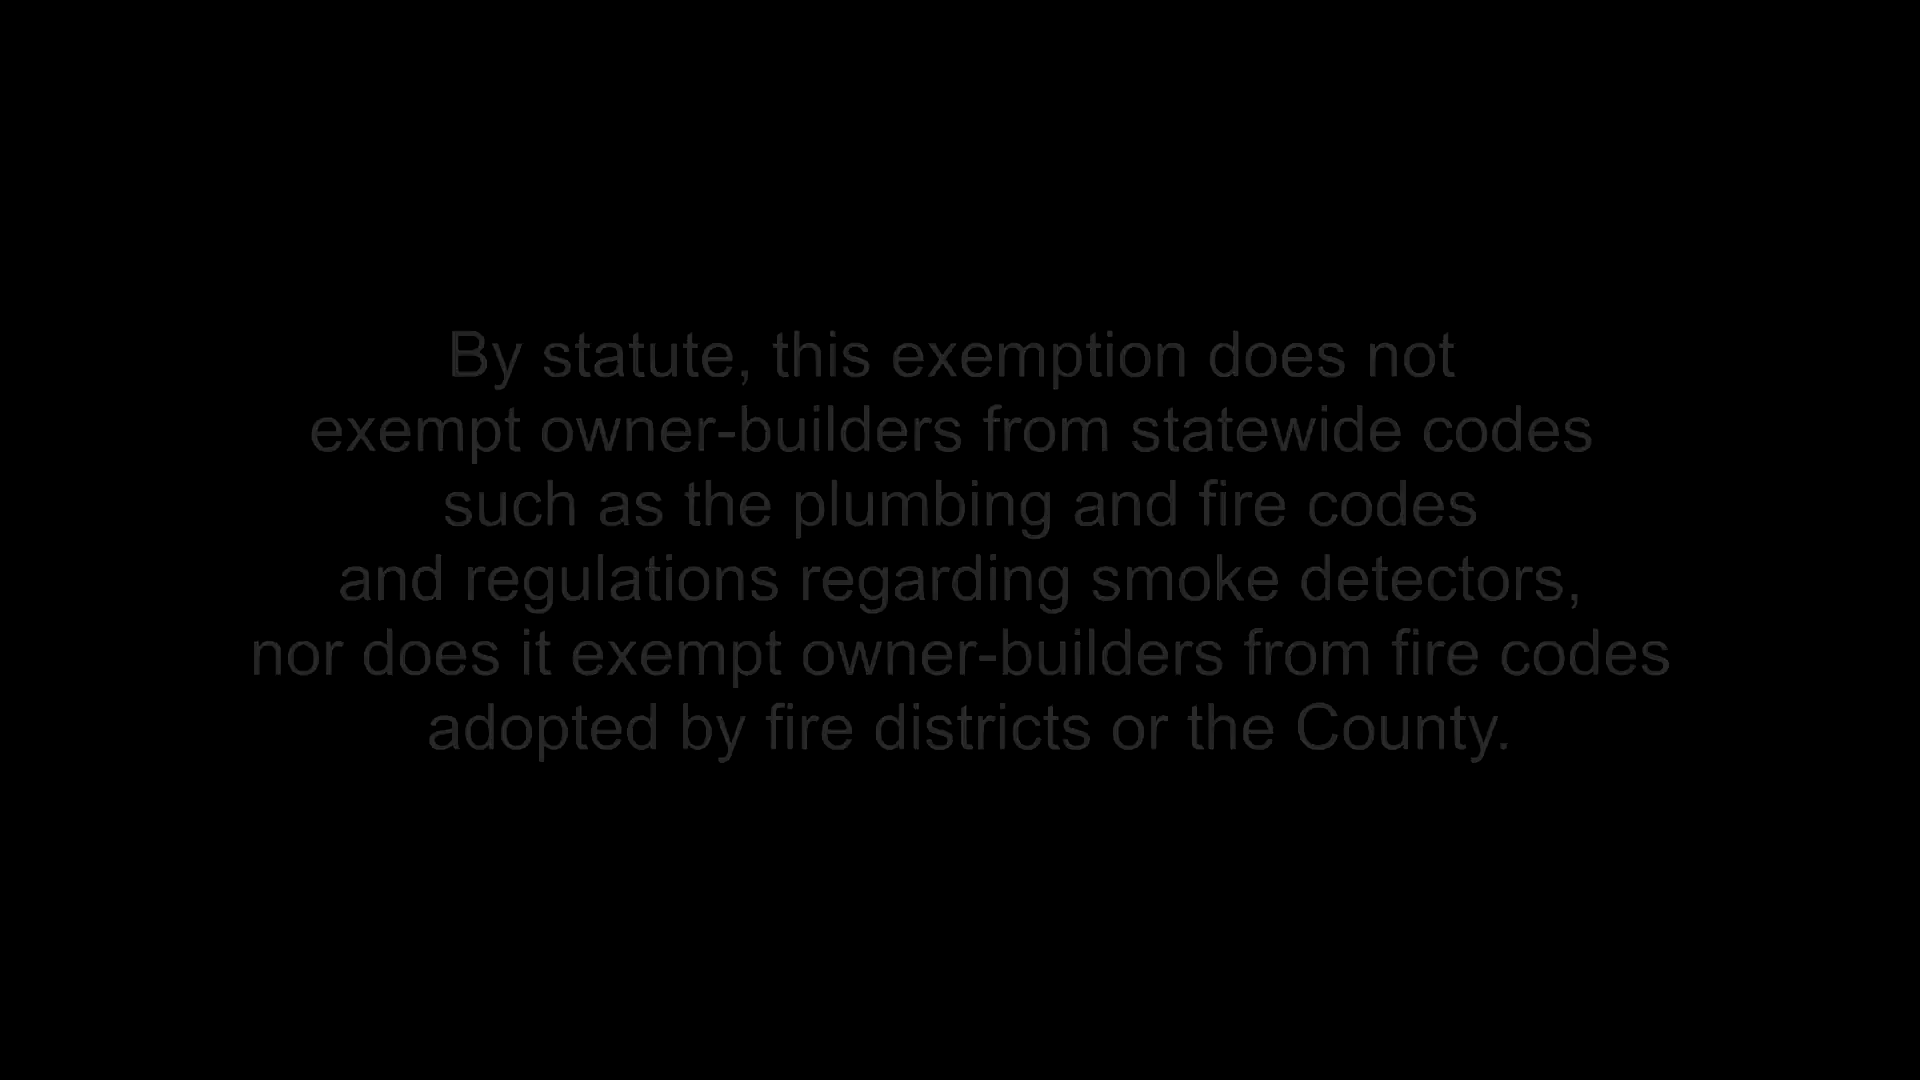 By statute, this exemption does not
exempt owner-builders from statewide codes
such as the plumbing and fire codes
and regulations regarding smoke detectors,
nor does it exempt owner-builders from fire codes
adopted by fire districts or the County.